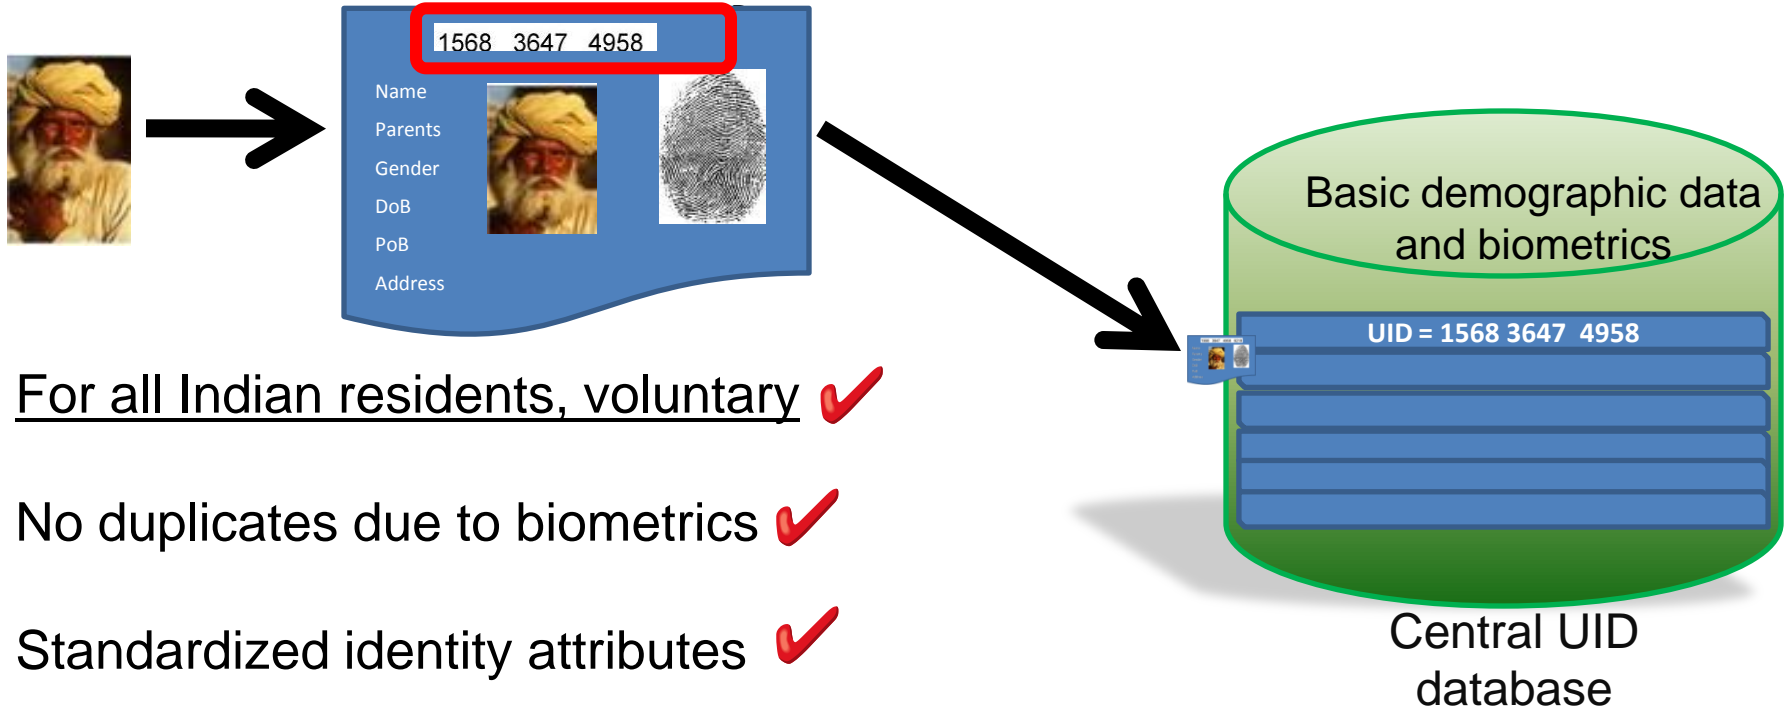 1568 3647 4958
Name
Parents
Gender
DoB
PoB
Address
Basic demographic data
and biometrics
UID = 1568 3647 4958
For all Indian residents, voluntary
No duplicates due to biometrics
Standardized identity attributes
Central UID
database